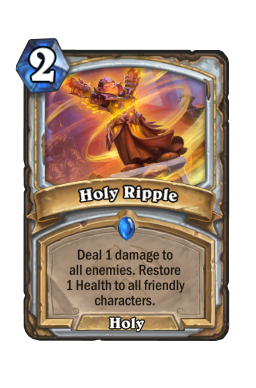 2
Holy Ripple
Deal 1 damage to
all enemies. Restore
1 Health to all friendly
characters.
Holy